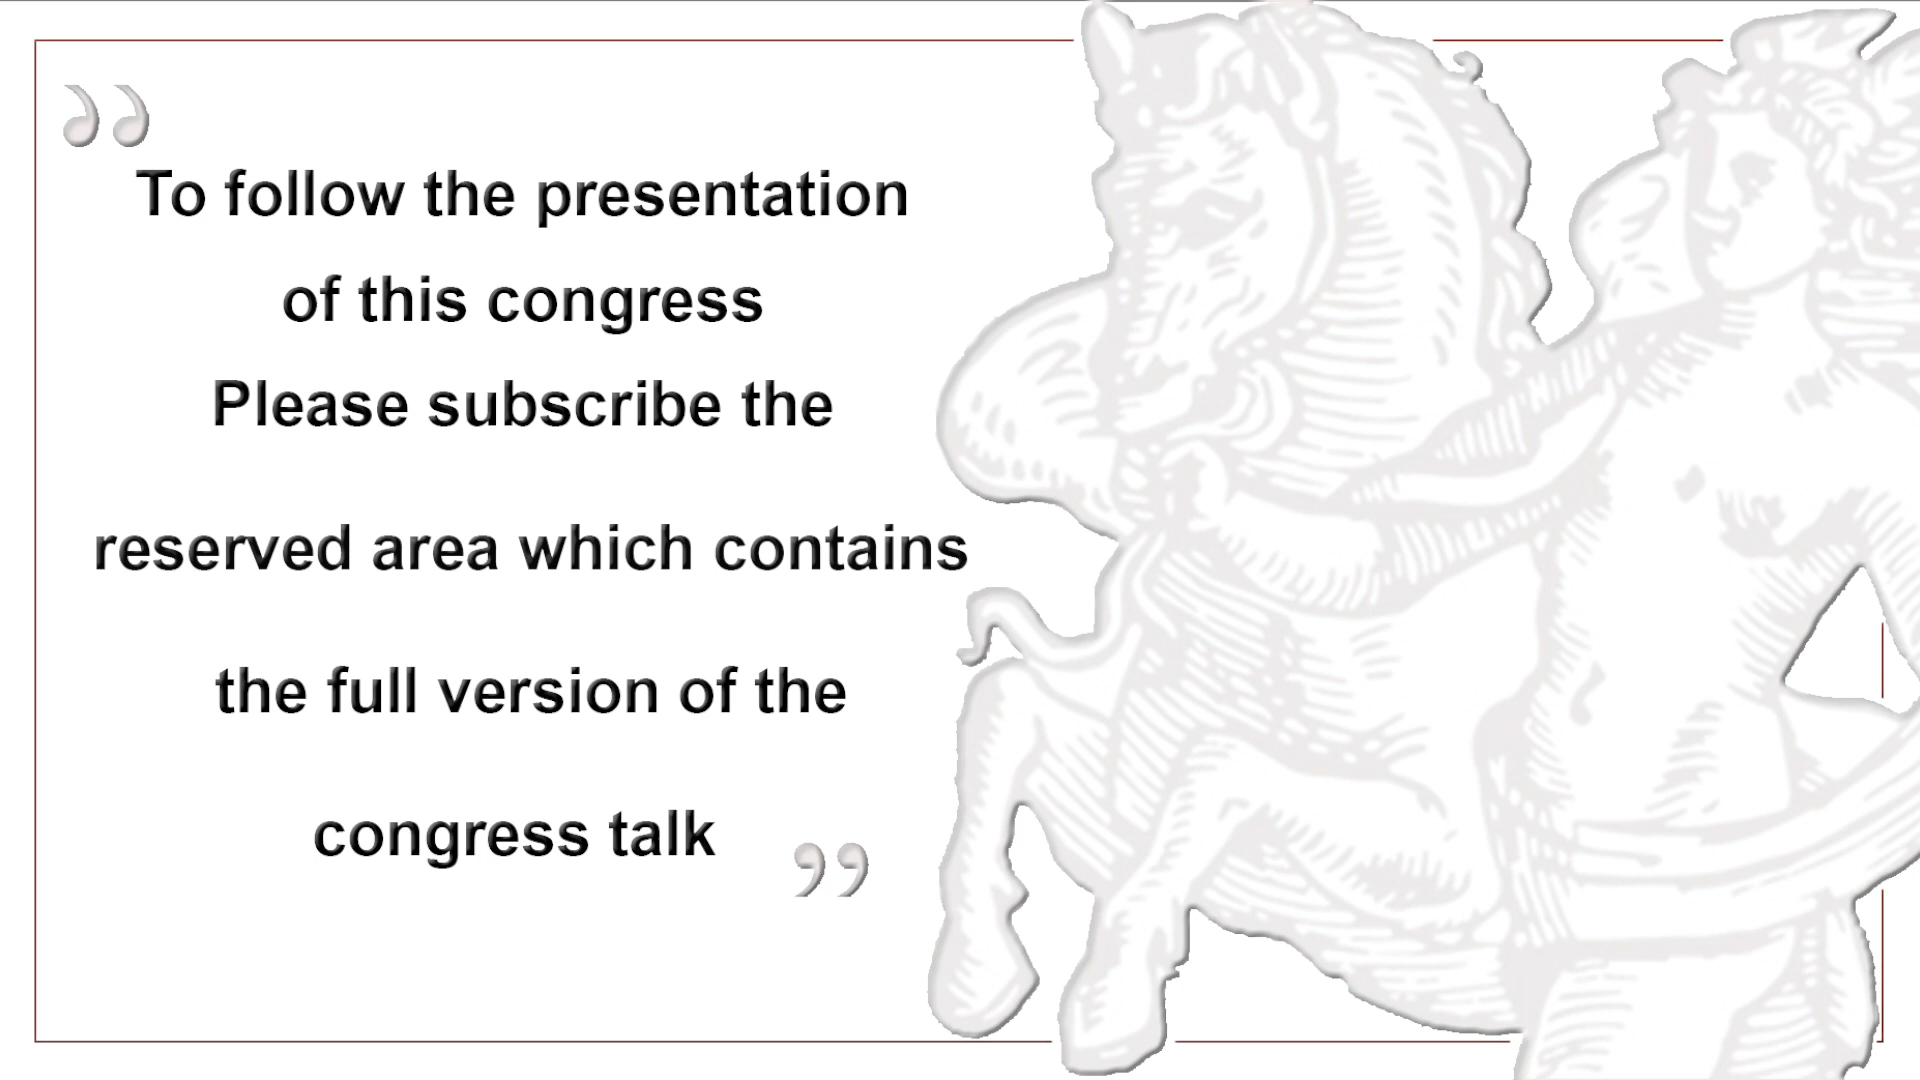 To follow the presentation
of this congress
Please subscribe the
reserved area which contains
the full version of the
congress talk